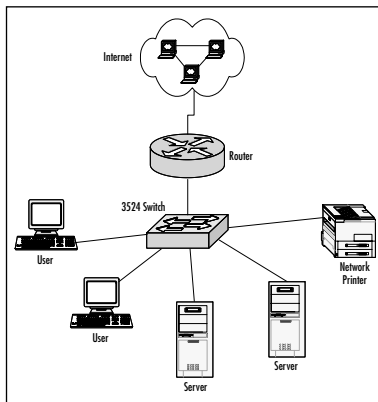 Internet
Router
3524 Switch
User
Network
Printer
User
Server
Server